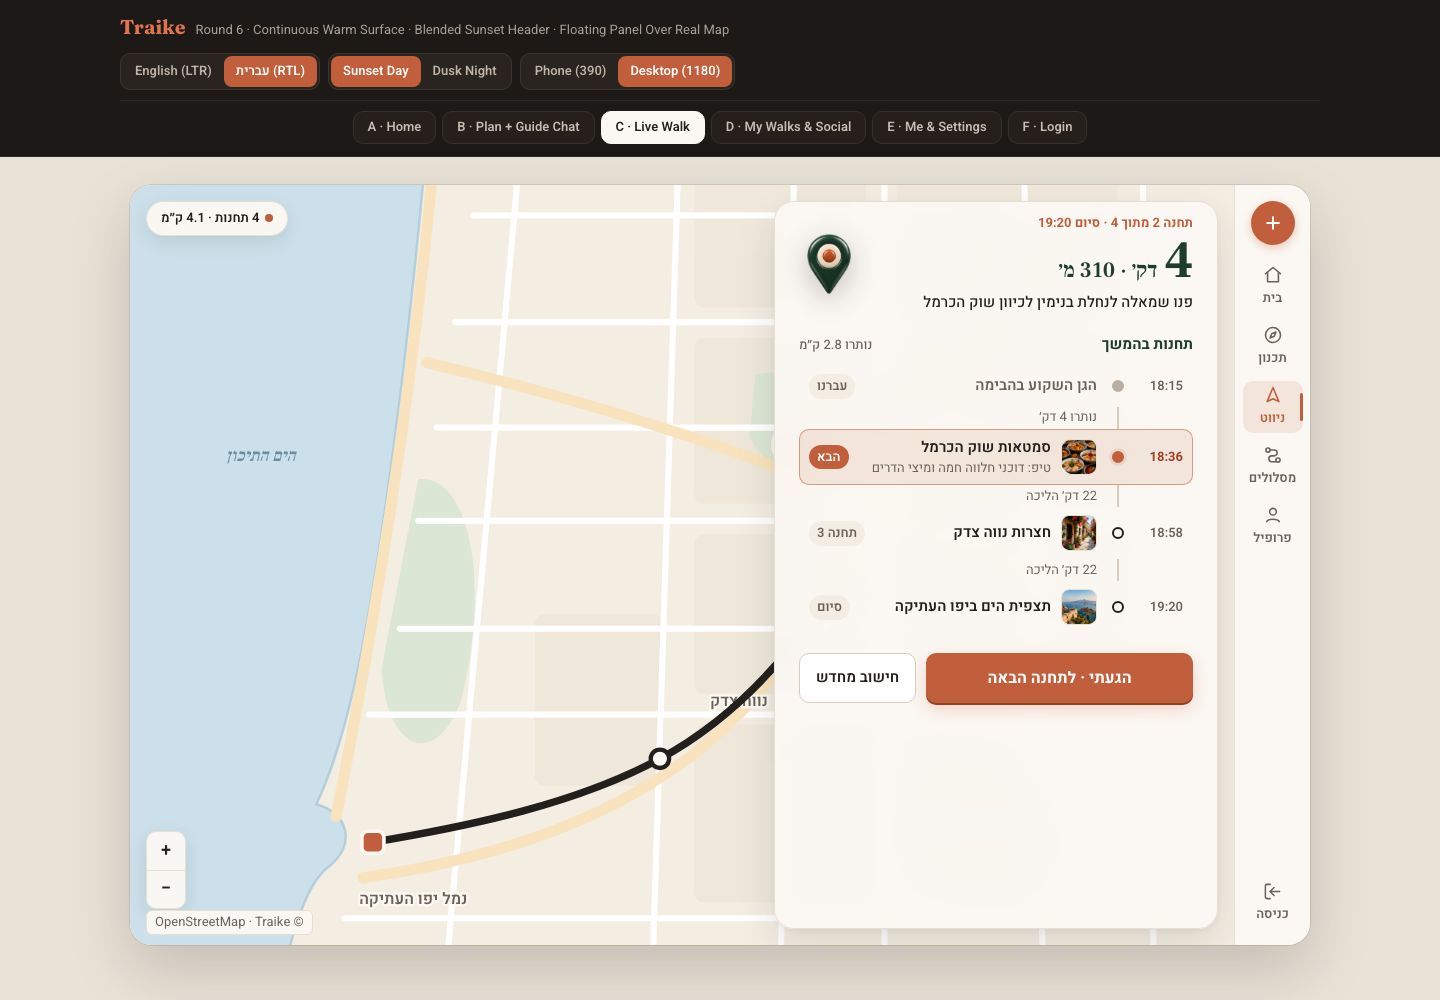 Traike Round 6 · Continuous Warm Surface · Blended Sunset Header · Floating Panel Over Real Map
English (LTR) עברית (RTL) Sunset Day Dusk Night Phone (390) Desktop (1180)
A · Home B · Plan + Guide Chat C · Live Walk D · My Walks & Social E · Me & Settings F · Login
בית
תכנון
ניווט
מסלולים
פרופיל
כניסה
תחנה 2 מתוך 4 · סיום 19:20
4 דק׳ · 310 מ׳
פנו שמאלה לנחלת בנימין לכיוון שוק הכרמל
תחנות בהמשך נותרו 2.8 ק״מ
18:15 הגן השקוע בהבימה עברנו
נותרו 4 דק׳
18:36 סמטאות שוק הכרמל הבא
טיפ: דוכני חלווה חמה ומיצי הדרים
22 דק׳ הליכה
18:58 חצרות נווה צדק תחנה 3
22 דק׳ הליכה
19:20 תצפית הים ביפו העתיקה סיום
הגעתי · לתחנה הבאה חישוב מחדש
4 תחנות · 4.1 ק״מ
הים התיכון
נווה צדק
נמל יפו העתיקה
+
−
OpenStreetMap · Traike ©